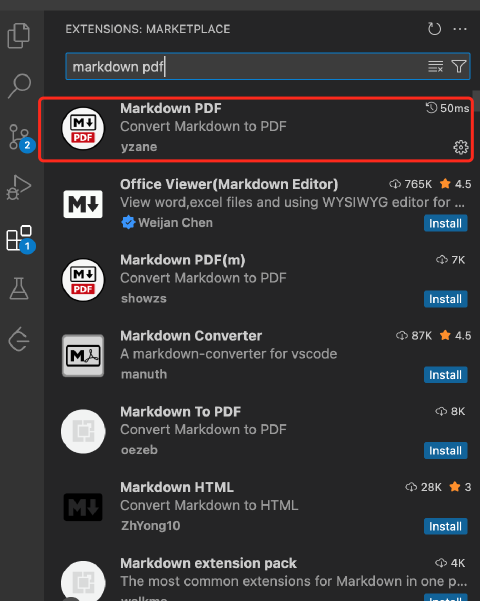 EXTENSIONS: MARKETPLACE
markdown pdf
Markdown PDF 50ms
Convert Markdown to PDF
yzane
2
Office Viewer(Markdown Editor) 765K 4.5
View word,excel files and using WYSIWYG editor for ...
Weijan Chen Install
1
Markdown PDF(m) 7K
Convert Markdown to PDF
showzs Install
Markdown Converter 87K 4.5
A markdown-converter for vscode
manuth Install
Markdown To PDF 8K
Convert Markdown to PDF
oezeb Install
Markdown HTML 28K 3
Convert Markdown to HTML
ZhYong10 Install
Markdown extension pack 4K
The most common extensions for Markdown in one p...
Install